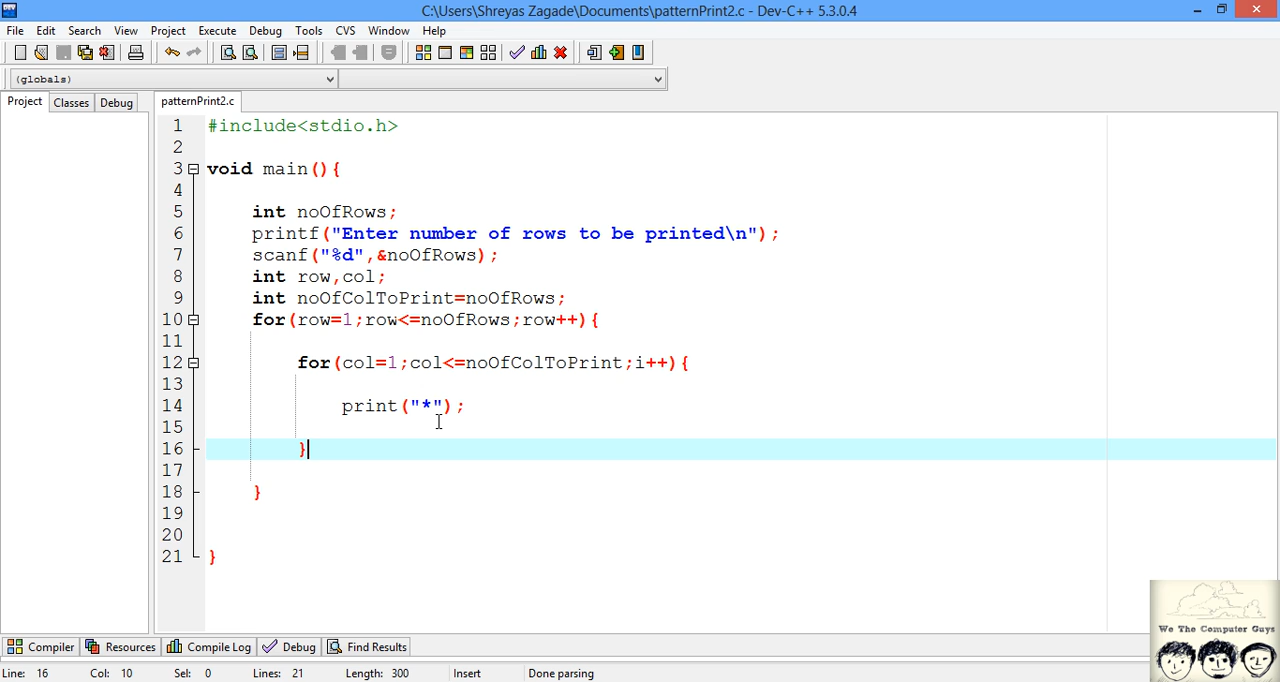 C:\Users\Shreyas Zagade\Documents\patternPrint2.c - Dev-C++ 5.3.0.4
File Edit Search View Project Execute Debug Tools CVS Window Help
(globals)
Project Classes Debug patternPrint2.c
1 #include<stdio.h>
2
3 void main(){
4
5 int noOfRows;
6 printf("Enter number of rows to be printed\n");
7 scanf("%d",&noOfRows);
8 int row,col;
9 int noOfColToPrint=noOfRows;
10 for(row=1;row<=noOfRows;row++){
11
12 for(col=1;col<=noOfColToPrint;i++){
13
14 print("*");
15
16 }
17
18 }
19
20
21 }
We The Computer Guys
Compiler Resources Compile Log Debug Find Results
Line: 16 Col: 10 Sel: 0 Lines: 21 Length: 300 Insert Done parsing